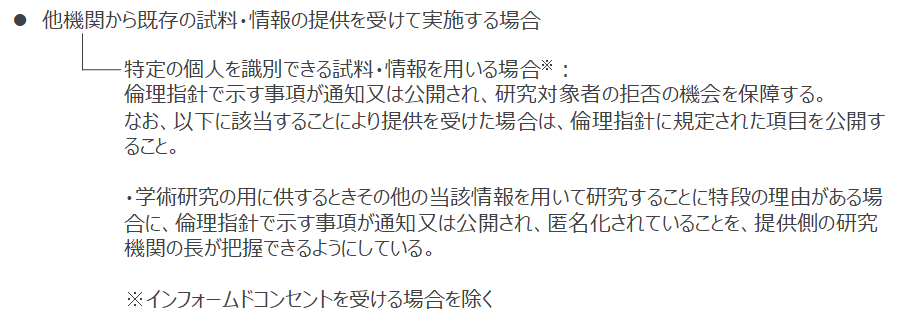 ● 他機関から既存の試料・情報の提供を受けて実施する場合
特定の個人を識別できる試料・情報を用いる場合※：
倫理指針で示す事項が通知又は公開され、研究対象者の拒否の機会を保障する。
なお、以下に該当することにより提供を受けた場合は、倫理指針に規定された項目を公開す
ること。
・学術研究の用に供するときその他の当該情報を用いて研究することに特段の理由がある場
合に、倫理指針で示す事項が通知又は公開され、匿名化されていることを、提供側の研究
機関の長が把握できるようにしている。
※インフォームドコンセントを受ける場合を除く